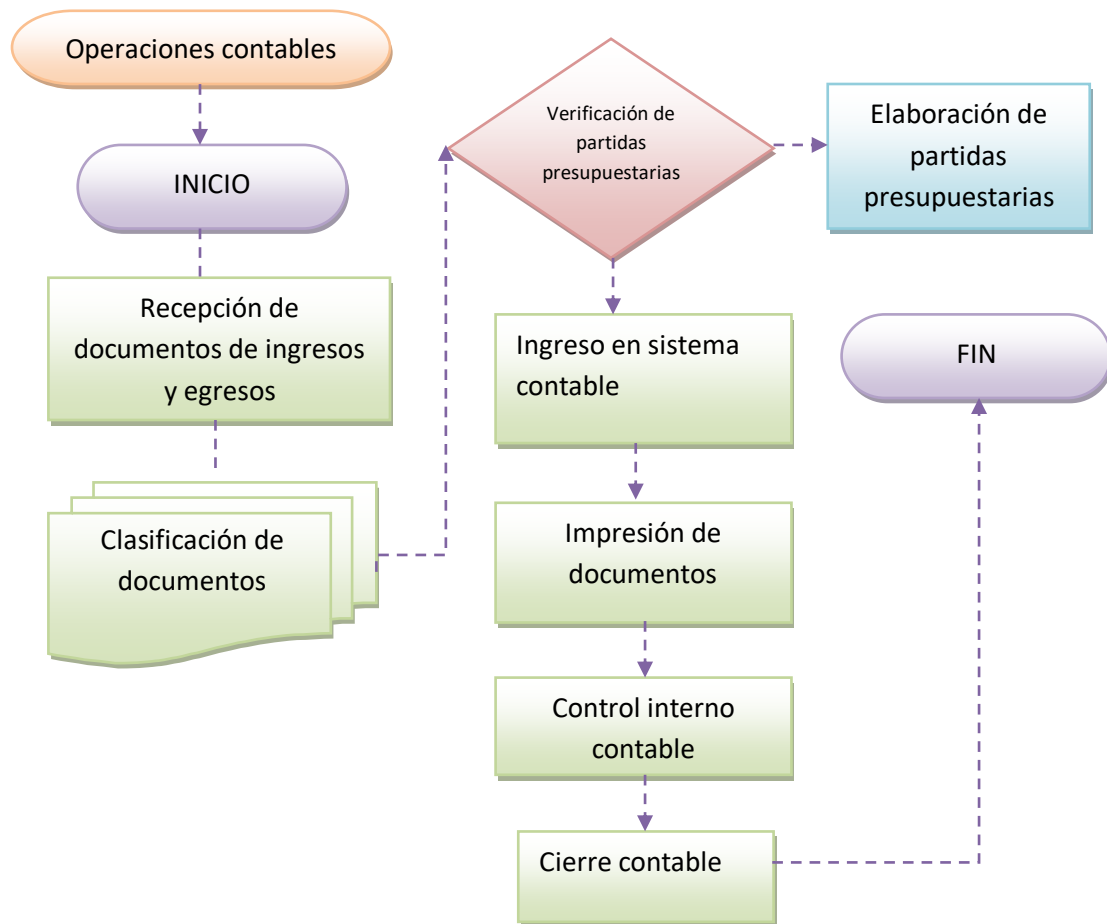 Operaciones contables
INICIO
Recepción de
documentos de ingresos
y egresos
Clasificación de
documentos
Verificación de
partidas
presupuestarias
Elaboración de
partidas
presupuestarias
Ingreso en sistema
contable
Impresión de
documentos
Control interno
contable
Cierre contable
FIN